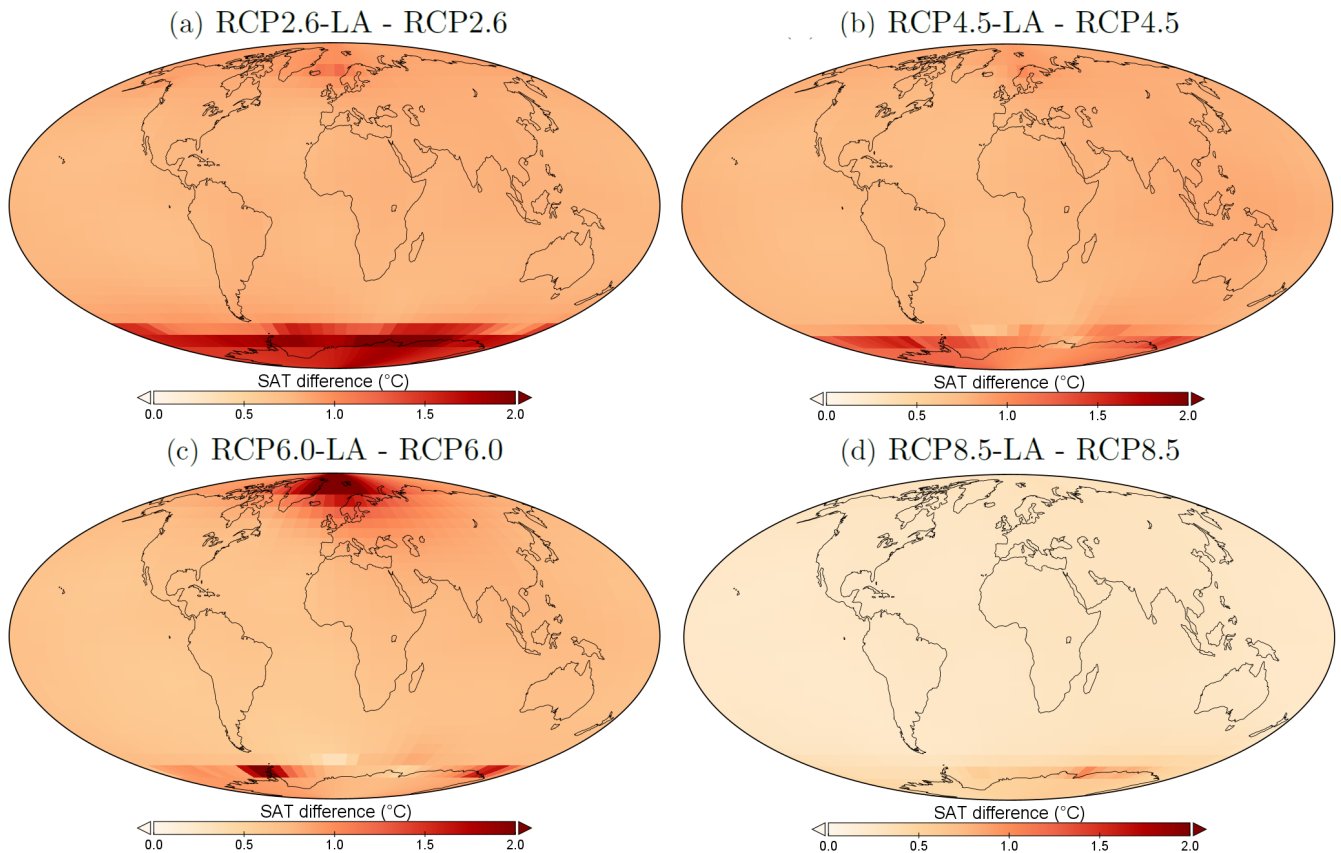 (a) RCP2.6-LA - RCP2.6
(b) RCP4.5-LA - RCP4.5
SAT difference (°C)
0.0 0.5 1.0 1.5 2.0
SAT difference (°C)
0.0 0.5 1.0 1.5 2.0
(c) RCP6.0-LA - RCP6.0
(d) RCP8.5-LA - RCP8.5
SAT difference (°C)
0.0 0.5 1.0 1.5 2.0
SAT difference (°C)
0.0 0.5 1.0 1.5 2.0